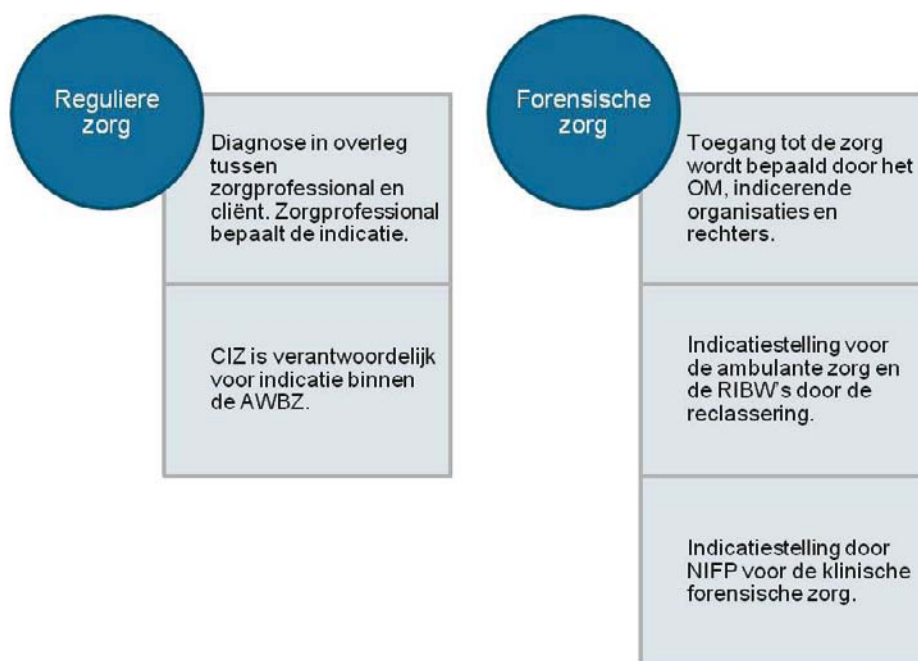 Reguliere
zorg
Diagnose in overleg
tussen
zorgprofessional en
cliënt. Zorgprofessional
bepaalt de indicatie.
CIZ is verantwoordelijk
voor indicatie binnen
de AWBZ.
Forensische
zorg
Toegang tot de zorg
wordt bepaald door het
OM, indicerende
organisaties en
rechters.
Indicatiestelling voor
de ambulante zorg en
de RIBW's door de
reclassering.
Indicatiestelling door
NIFP voor de klinische
forensische zorg.